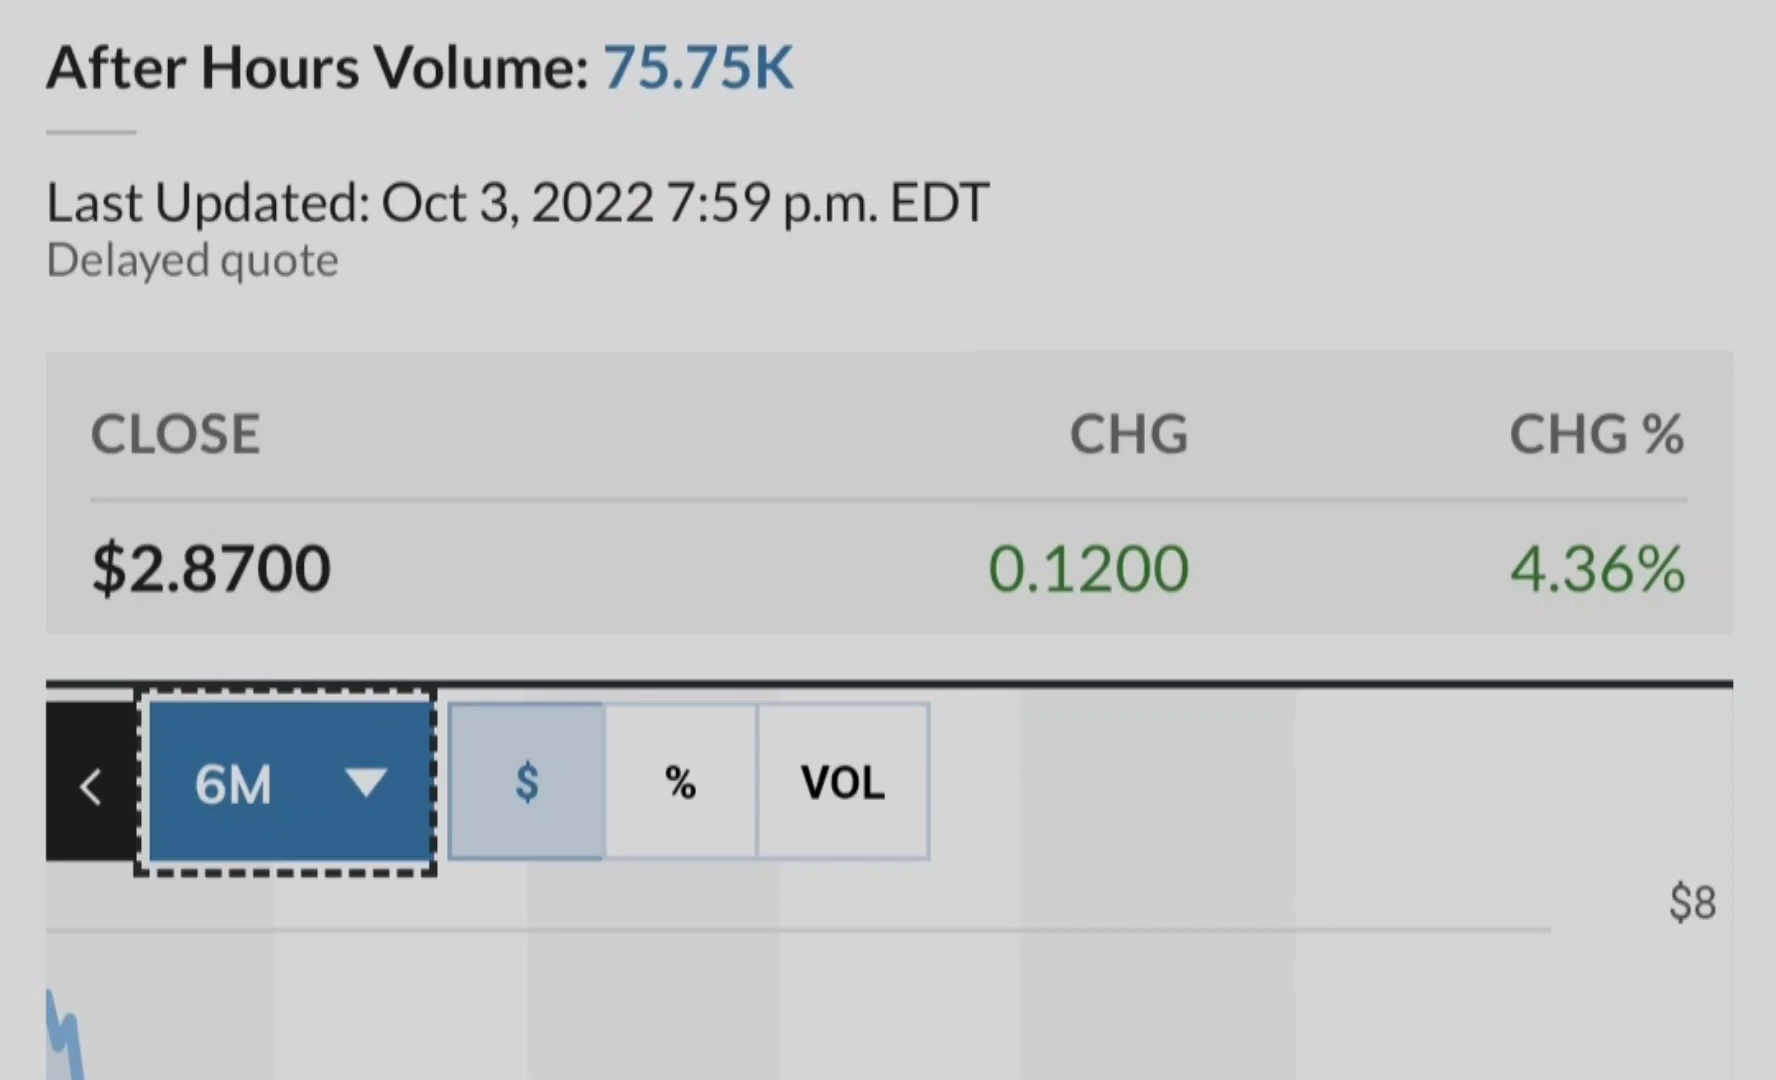 After Hours Volume: 75.75K
Last Updated: Oct 3, 2022 7:59 p.m. EDT
Delayed quote
CLOSE CHG CHG %
$2.8700 0.1200 4.36%
6M $ % VOL
$8